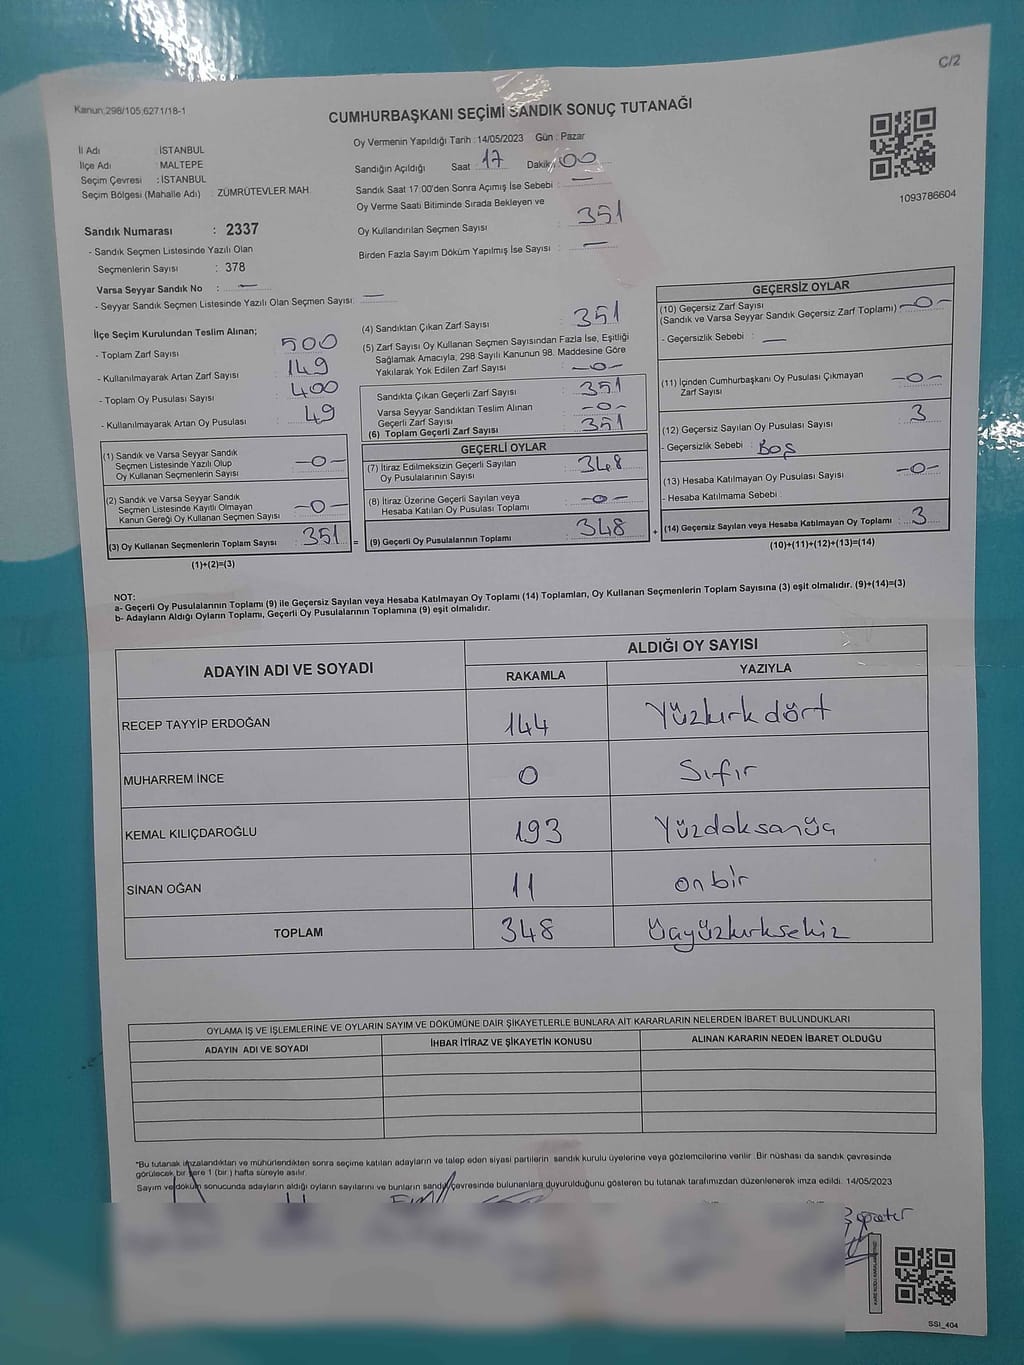 C/2
Kanun;298/105,6271/18-1
CUMHURBAŞKANI SEÇİMİ SANDIK SONUÇ TUTANAĞI
İl Adı : İSTANBUL
İlçe Adı : MALTEPE
Seçim Çevresi : İSTANBUL
Seçim Bölgesi (Mahalle Adı) : ZÜMRÜTEVLER MAH.
Oy Vermenin Yapıldığı Tarih : 14/05/2023 Gün : Pazar
Sandığın Açıldığı Saat 17 Dakika 00
Sandık Saat 17:00'den Sonra Açımış İse Sebebi : —
Oy Verme Saati Bitiminde Sırada Bekleyen ve
Oy Kullandırılan Seçmen Sayısı : 351
Birden Fazla Sayım Döküm Yapılmış İse Sayısı : —
1093786604
Sandık Numarası : 2337
- Sandık Seçmen Listesinde Yazılı Olan
Seçmenlerin Sayısı : 378
Varsa Seyyar Sandık No : —
- Seyyar Sandık Seçmen Listesinde Yazılı Olan Seçmen Sayısı: —
İlçe Seçim Kurulundan Teslim Alınan;
- Toplam Zarf Sayısı : 500
- Kullanılmayarak Artan Zarf Sayısı : 149
- Toplam Oy Pusulası Sayısı : 400
- Kullanılmayarak Artan Oy Pusulası : 49
(1) Sandık ve Varsa Seyyar Sandık
Seçmen Listesinde Yazılı Olup
Oy Kullanan Seçmenlerin Sayısı : -0-
(2) Sandık ve Varsa Seyyar Sandık
Seçmen Listesinde Kayıtlı Olmayan
Kanun Gereği Oy Kullanan Seçmen Sayısı : -0-
(3) Oy Kullanan Seçmenlerin Toplam Sayısı : 351
(1)+(2)=(3)
(4) Sandıktan Çıkan Zarf Sayısı : 351
(5) Zarf Sayısı Oy Kullanan Seçmen Sayısından Fazla İse, Eşitliği
Sağlamak Amacıyla, 298 Sayılı Kanunun 98. Maddesine Göre
Yakılarak Yok Edilen Zarf Sayısı : -0-
Sandıkta Çıkan Geçerli Zarf Sayısı : 351
Varsa Seyyar Sandıktan Teslim Alınan
Geçerli Zarf Sayısı : -0-
(6) Toplam Geçerli Zarf Sayısı : 351
GEÇERLİ OYLAR
(7) İtiraz Edilmeksizin Geçerli Sayılan
Oy Pusulalarının Sayısı : 348
(8) İtiraz Üzerine Geçerli Sayılan veya
Hesaba Katılan Oy Pusulası Toplamı : -0-
= (9) Geçerli Oy Pusulalarının Toplamı : 348
GEÇERSİZ OYLAR
(10) Geçersiz Zarf Sayısı
(Sandık ve Varsa Seyyar Sandık Geçersiz Zarf Toplamı) -0-
- Geçersizlik Sebebi : —
(11) İçinden Cumhurbaşkanı Oy Pusulası Çıkmayan
Zarf Sayısı : -0-
(12) Geçersiz Sayılan Oy Pusulası Sayısı : 3
- Geçersizlik Sebebi : Boş
(13) Hesaba Katılmayan Oy Pusulası Sayısı : -0-
- Hesaba Katılmama Sebebi :
+ (14) Geçersiz Sayılan veya Hesaba Katılmayan Oy Toplamı : 3
(10)+(11)+(12)+(13)=(14)
NOT:
a- Geçerli Oy Pusulalarının Toplamı (9) ile Geçersiz Sayılan veya Hesaba Katılmayan Oy Toplamı (14) Toplamları, Oy Kullanan Seçmenlerin Toplam Sayısına (3) eşit olmalıdır. (9)+(14)=(3)
b- Adayların Aldığı Oyların Toplamı, Geçerli Oy Pusulalarının Toplamına (9) eşit olmalıdır.
ADAYIN ADI VE SOYADI ALDIĞI OY SAYISI
RAKAMLA YAZIYLA
RECEP TAYYİP ERDOĞAN 144 Yüzkırkdört
MUHARREM İNCE 0 Sıfır
KEMAL KILIÇDAROĞLU 193 Yüzdoksanüç
SİNAN OĞAN 11 onbir
TOPLAM 348 üçyüzkırksekiz
OYLAMA İŞ VE İŞLEMLERİNE VE OYLARIN SAYIM VE DÖKÜMÜNE DAİR ŞİKAYETLERLE BUNLARA AİT KARARLARIN NELERDEN İBARET BULUNDUKLARI
ADAYIN ADI VE SOYADI İHBAR İTİRAZ VE ŞİKAYETİN KONUSU ALINAN KARARIN NEDEN İBARET OLDUĞU
*Bu tutanak imzalandıktan ve mühürlendikten sonra seçime katılan adayların ve talep eden siyasi partilerin sandık kurulu üyelerine veya gözlemcilerine verilir. Bir nüshası da sandık çevresinde
görülecek bir yere 1 (bir) hafta süreyle asılır.
Sayım ve döküm sonucunda adayların aldığı oyların sayılarını ve bunların sandık çevresinde bulunanlara duyurulduğunu gösteren bu tutanak tarafımızdan düzenlenerek imza edildi. 14/05/2023
SSI_404